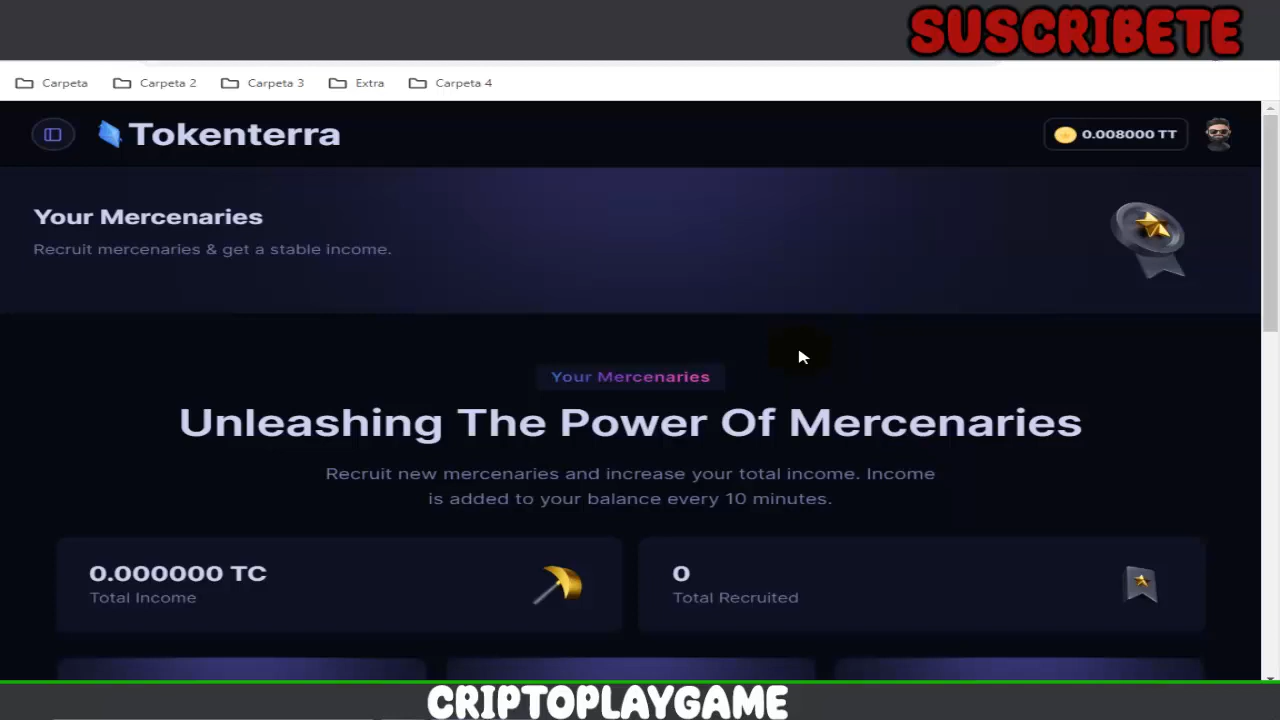 SUSCRIBETE
Carpeta Carpeta 2 Carpeta 3 Extra Carpeta 4
Tokenterra 0.008000 TT
Your Mercenaries
Recruit mercenaries & get a stable income.
Your Mercenaries
Unleashing The Power Of Mercenaries
Recruit new mercenaries and increase your total income. Income
is added to your balance every 10 minutes.
0.000000 TC
Total Income
0
Total Recruited
CRIPTOPLAYGAME